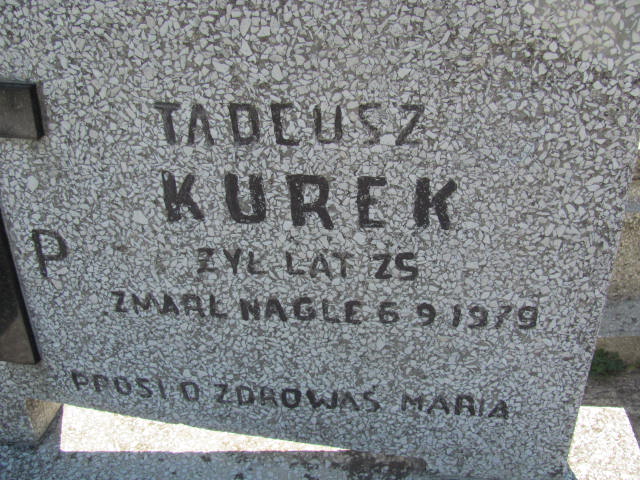 TADEUSZ
KUREK
P
ŻYŁ LAT 25
ZMARŁ NAGLE 6 9 1979
PROSI O ZDROWAŚ MARIA